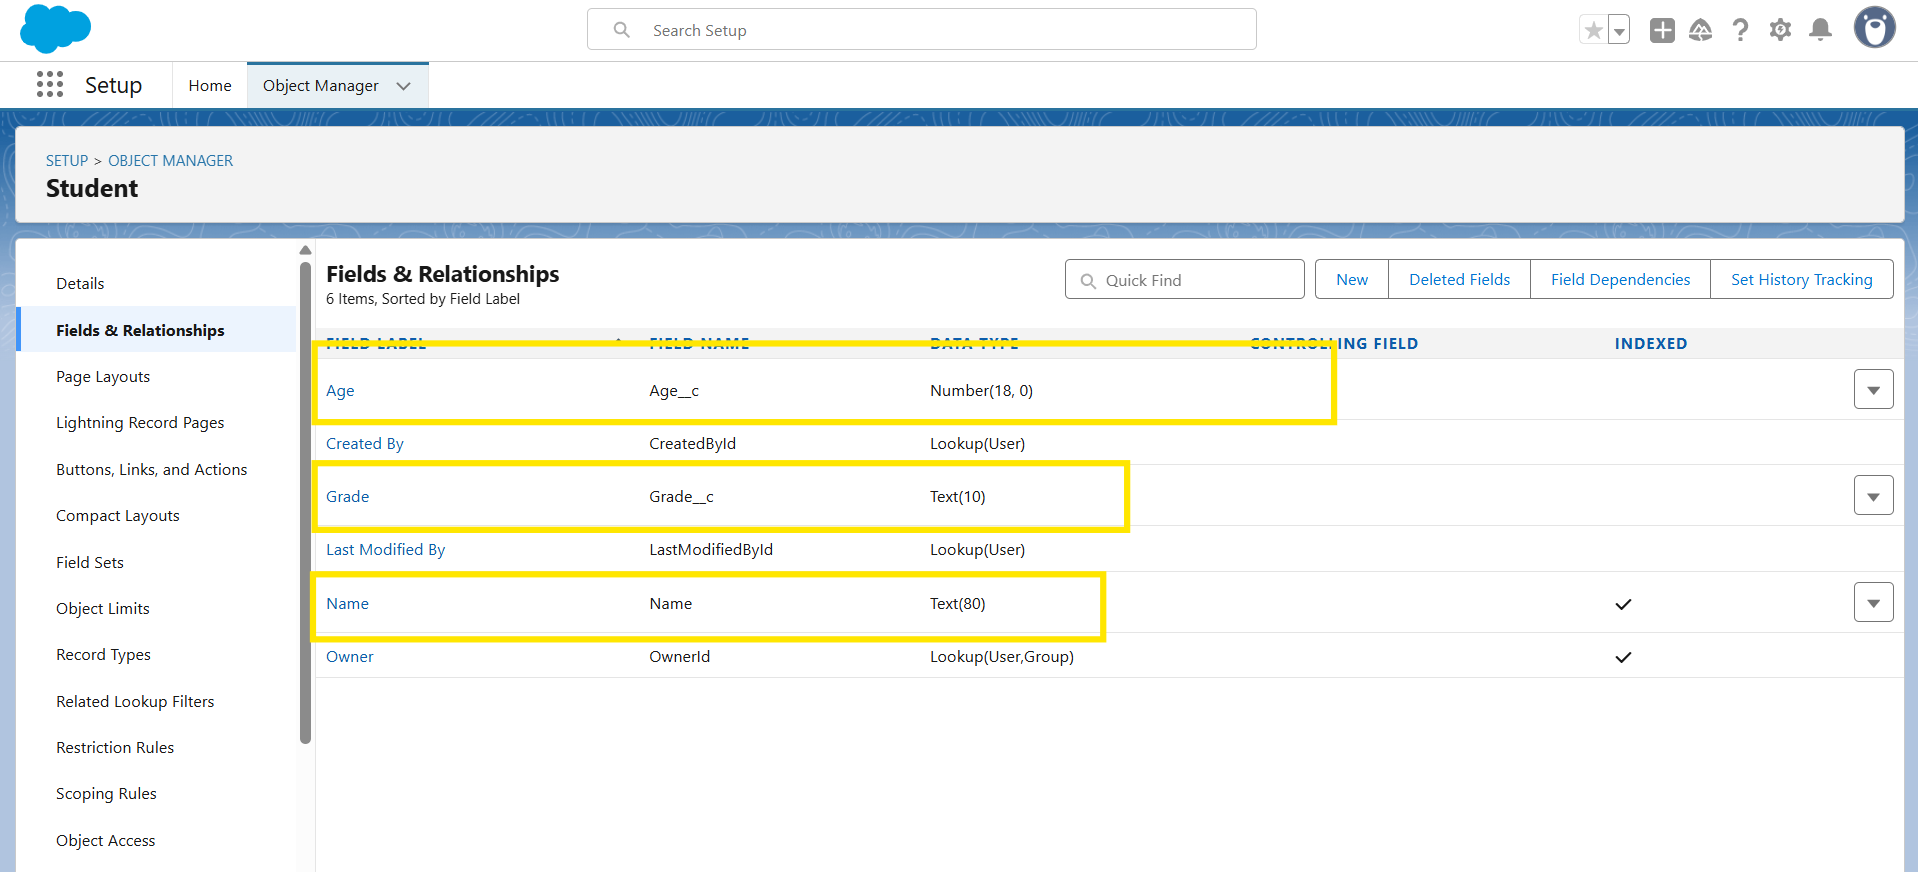 Search Setup
Setup
Home
Object Manager
SETUP > OBJECT MANAGER
Student
Details
Fields & Relationships
Page Layouts
Lightning Record Pages
Buttons, Links, and Actions
Compact Layouts
Field Sets
Object Limits
Record Types
Related Lookup Filters
Restriction Rules
Scoping Rules
Object Access
Fields & Relationships
6 Items, Sorted by Field Label
Quick Find
New
Deleted Fields
Field Dependencies
Set History Tracking
FIELD LABEL FIELD NAME DATA TYPE CONTROLLING FIELD INDEXED
Age Age__c Number(18, 0)
Created By CreatedById Lookup(User)
Grade Grade__c Text(10)
Last Modified By LastModifiedById Lookup(User)
Name Name Text(80)
Owner OwnerId Lookup(User,Group)